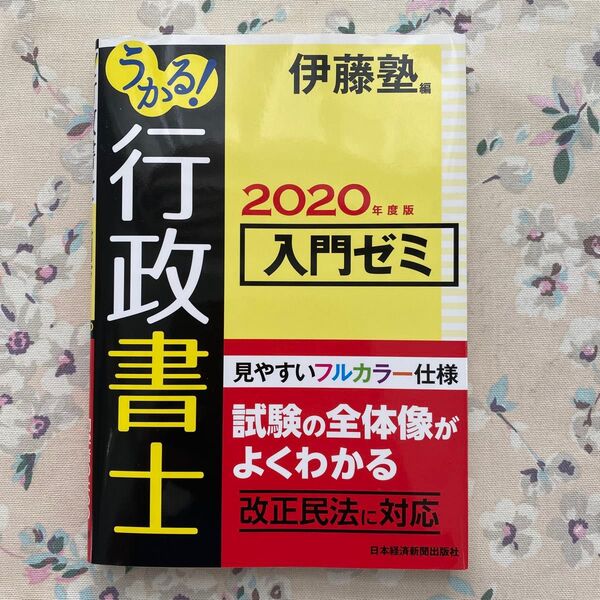 うかる!
行政書士
伊藤塾編
2020年度版
入門ゼミ
見やすいフルカラー仕様
試験の全体像が
よくわかる
改正民法に対応
日本経済新聞出版社